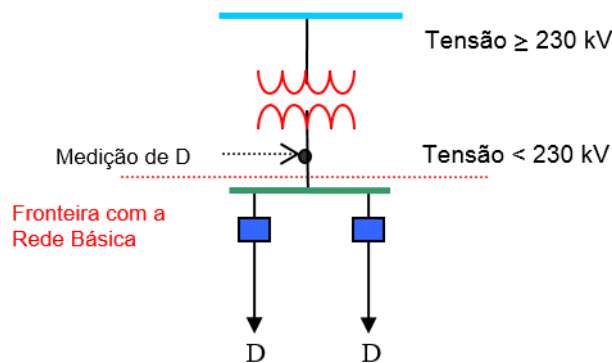 Tensão ≥ 230 kV
Medição de D
Tensão < 230 kV
Fronteira com a
Rede Básica
D
D